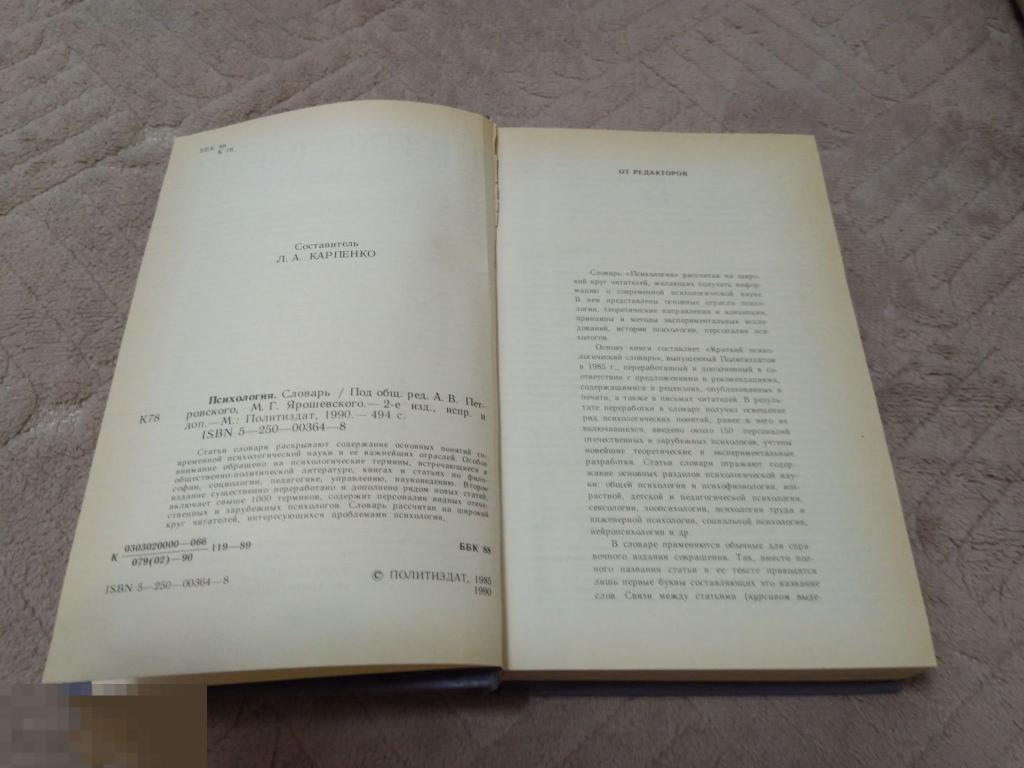 ББК 88
К 78
Составитель
Л. А. КАРПЕНКО
Психология. Словарь / Под общ. ред. А. В. Пет-
К78 ровского, М. Г. Ярошевского.— 2-е изд., испр. и
доп.—М.: Политиздат, 1990.— 494 с.
ISBN 5—250—00364—8
Статьи словаря раскрывают содержание основных понятий со-
временной психологической науки и ее важнейших отраслей. Особое
внимание обращено на психологические термины, встречающиеся в
общественно-политической литературе, книгах и статьях по фило-
софии, социологии, педагогике, управлению, науковедению. Второе
издание существенно переработано и дополнено рядом новых статей,
включает свыше 1000 терминов, содержит персоналии видных отече-
ственных и зарубежных психологов. Словарь рассчитан на широкий
круг читателей, интересующихся проблемами психологии.
К 0303020000—066
079(02)—90 119—89 ББК 88
ISBN 5—250—00364—8
© ПОЛИТИЗДАТ, 1985
1990
ОТ РЕДАКТОРОВ
Словарь «Психология» рассчитан на широ-
кий круг читателей, желающих получить инфор-
мацию о современной психологической науке.
В нем представлены основные отрасли психо-
логии, теоретические направления и концепции,
принципы и методы экспериментальных иссле-
дований, история психологии, персоналии пси-
хологов.
Основу книги составляет «Краткий психо-
логический словарь», выпущенный Политиздатом
в 1985 г., переработанный и дополненный в со-
ответствии с предложениями и рекомендациями,
содержащимися в рецензиях, опубликованных в
печати, а также в письмах читателей. В резуль-
тате переработки в словаре получил освещение
ряд психологических понятий, ранее в него не
включавшихся, введено около 150 персоналий
отечественных и зарубежных психологов, учтены
новейшие теоретические и экспериментальные
разработки. Статьи словаря отражают содер-
жание основных разделов психологической нау-
ки: общей психологии и психофизиологии, воз-
растной, детской и педагогической психологии,
сексологии, зоопсихологии, психологии труда и
инженерной психологии, социальной психологии,
нейропсихологии и др.
В словаре применяются обычные для спра-
вочного издания сокращения. Так, вместо пол-
ного названия статьи в ее тексте приводятся
лишь первые буквы составляющих это название
слов. Связи между статьями (курсивом выде-